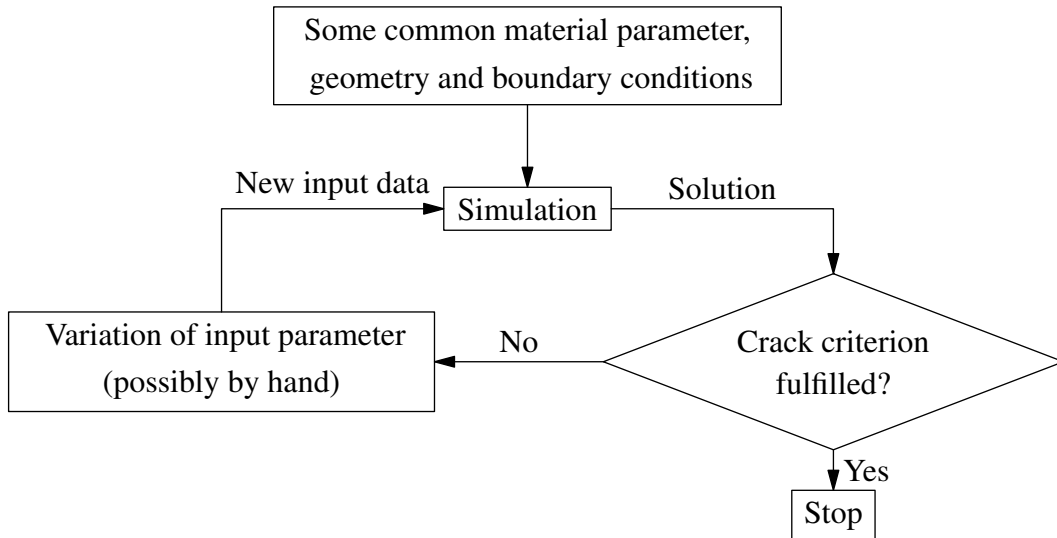 Some common material parameter,
geometry and boundary conditions
New input data
Simulation
Solution
Variation of input parameter
(possibly by hand)
No
Crack criterion
fulfilled?
Yes
Stop